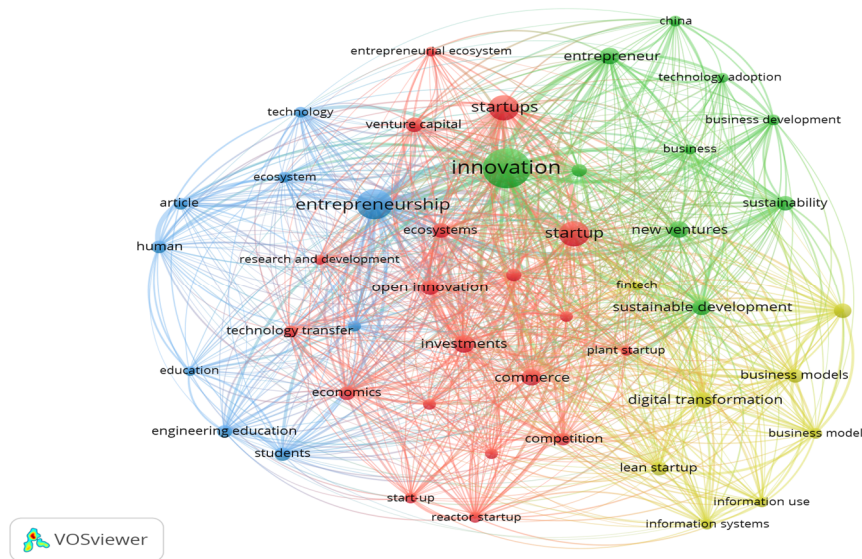 china
entrepreneurial ecosystem
entrepreneur
technology adoption
startups
technology
venture capital
business development
business
innovation
ecosystem
article
entrepreneurship
sustainability
ecosystems
startup
new ventures
human
research and development
open innovation
fintech
sustainable development
technology transfer
investments
plant startup
education
commerce
business models
economics
digital transformation
engineering education
competition
business model
students
lean startup
start-up
information use
reactor startup
information systems
VOSviewer